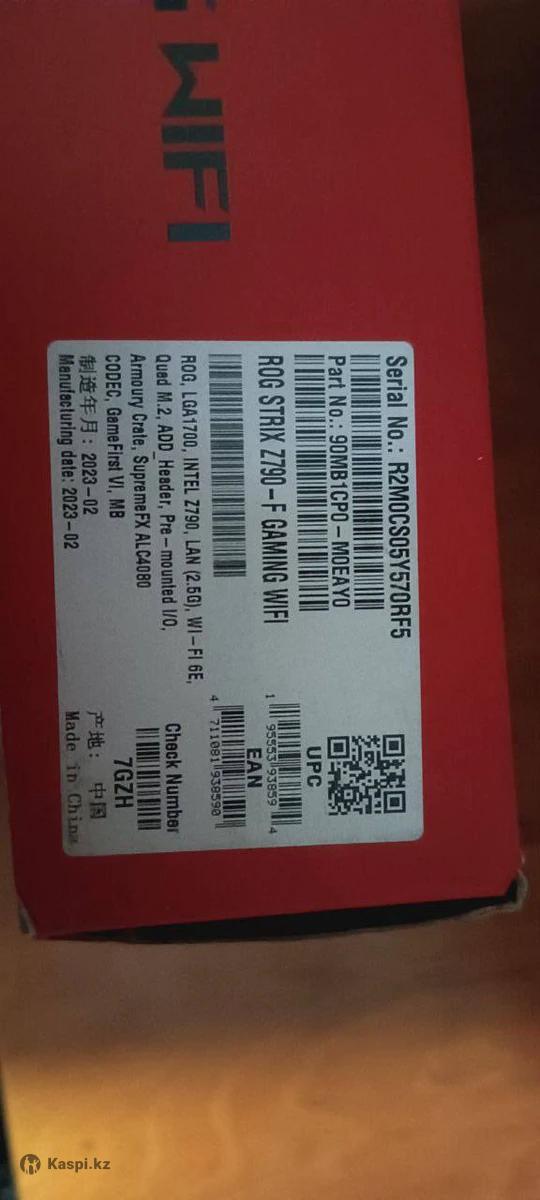 WIFI
Serial No.: R2M0CS05Y570RF5
Part No.: 90MB1CP0-M0EAY0
ROG STRIX Z790-F GAMING WIFI
ROG, LGA1700, INTEL Z790, LAN (2.5G), WI-FI 6E,
Quad M.2, ADD Header, Pre-mounted I/O,
Armoury Crate, SupremeFX ALC4080
CODEC, GameFirst VI, MB
制造年月: 2023-02
Manufacturing date: 2023-02
UPC
1 95553 93859 4
EAN
4 711081 938590
Check Number
7GZH
产地: 中国
Made in China
Kaspi.kz